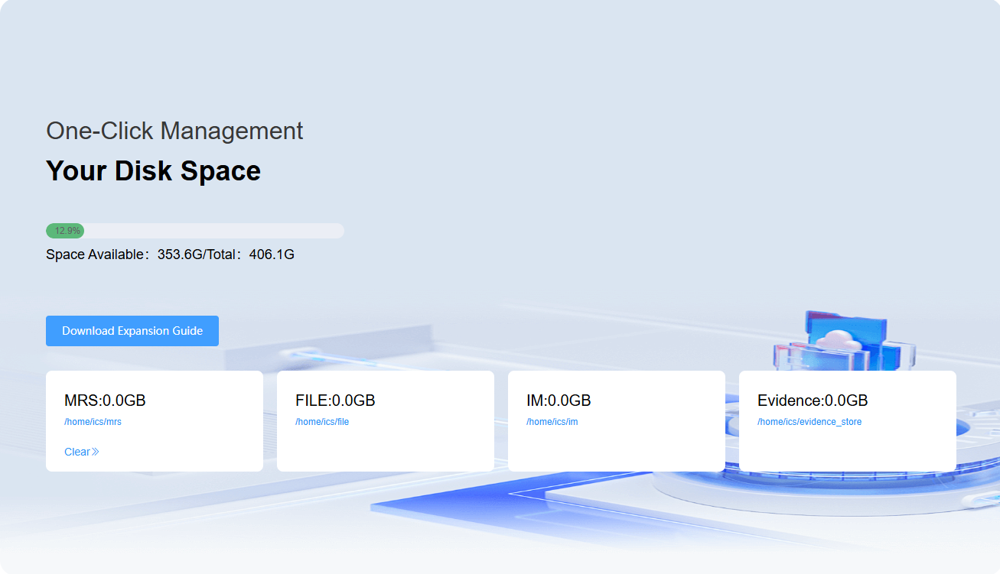 One-Click Management
Your Disk Space
12.9%
Space Available：353.6G/Total：406.1G
Download Expansion Guide
MRS:0.0GB
/home/ics/mrs
Clear
FILE:0.0GB
/home/ics/file
IM:0.0GB
/home/ics/im
Evidence:0.0GB
/home/ics/evidence_store